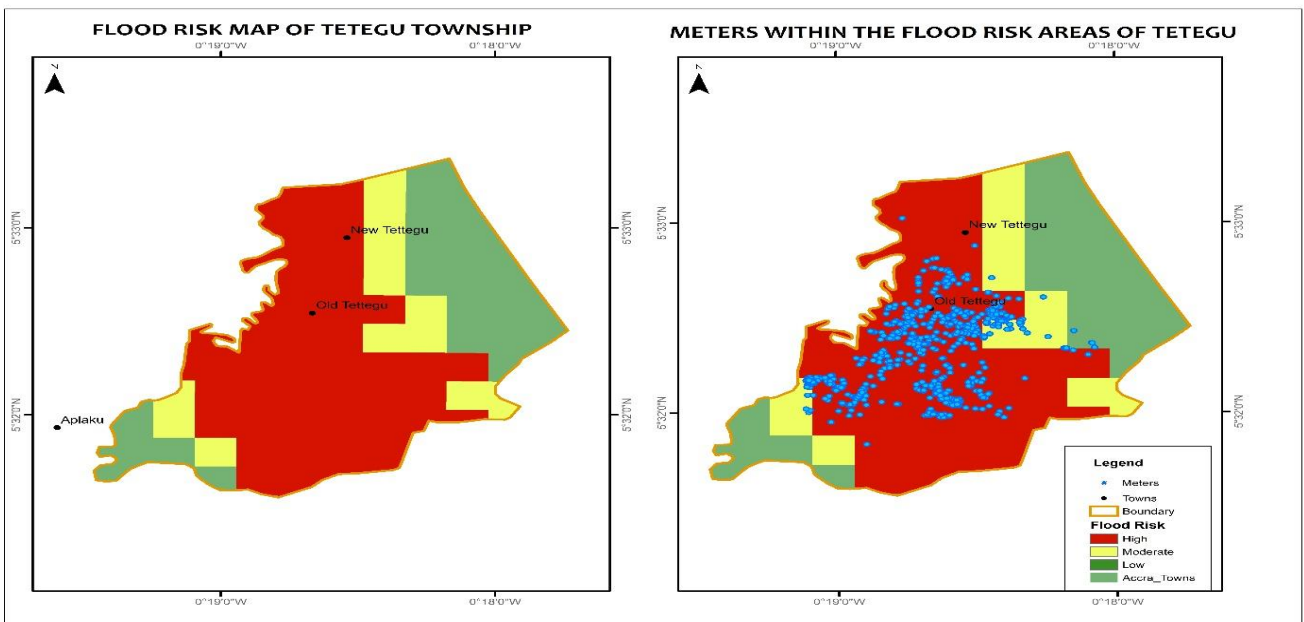 FLOOD RISK MAP OF TETEGU TOWNSHIP
0°19'0"W
0°18'0"W
N
5°33'0"N
5°33'0"N
New Tettegu
Old Tettegu
5°32'0"N
5°32'0"N
Aplaku
0°19'0"W
0°18'0"W
METERS WITHIN THE FLOOD RISK AREAS OF TETEGU
0°19'0"W
0°18'0"W
N
5°33'0"N
5°33'0"N
New Tettegu
Old Tettegu
5°32'0"N
5°32'0"N
Legend
Meters
Towns
Boundary
Flood Risk
High
Moderate
Low
Accra_Towns
0°19'0"W
0°18'0"W